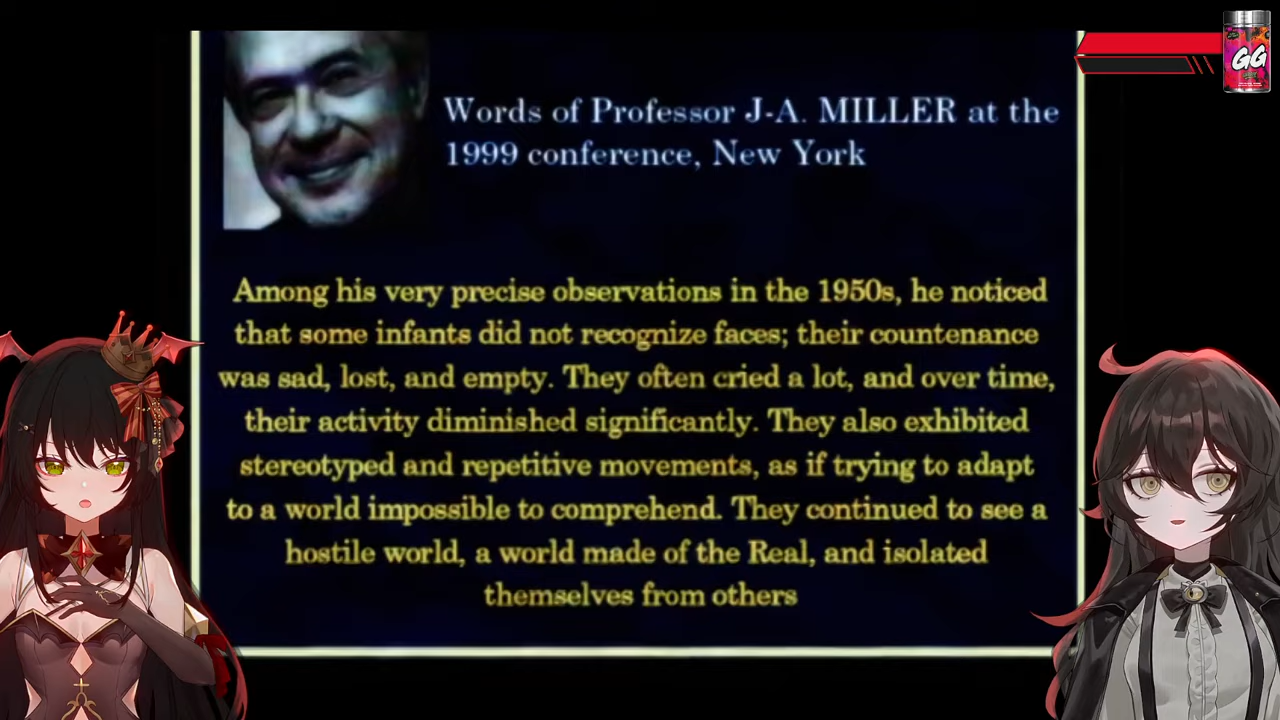 Words of Professor J-A. MILLER at the
1999 conference, New York
Among his very precise observations in the 1950s, he noticed
that some infants did not recognize faces; their countenance
was sad, lost, and empty. They often cried a lot, and over time,
their activity diminished significantly. They also exhibited
stereotyped and repetitive movements, as if trying to adapt
to a world impossible to comprehend. They continued to see a
hostile world, a world made of the Real, and isolated
themselves from others
GG